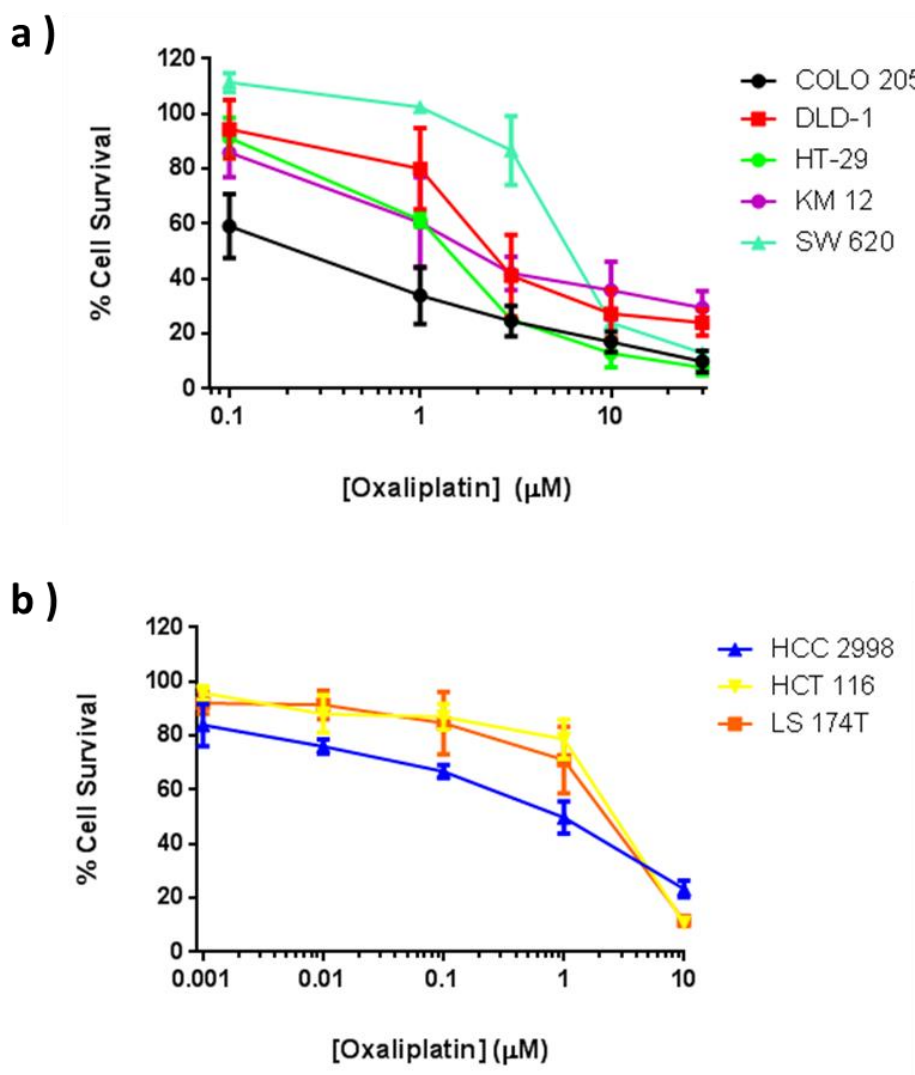 a )
120
100
80
60
40
20
0
% Cell Survival
0.1 1 10
[Oxaliplatin] (μM)
COLO 205
DLD-1
HT-29
KM 12
SW 620
b )
120
100
80
60
40
20
0
% Cell Survival
0.001 0.01 0.1 1 10
[Oxaliplatin] (μM)
HCC 2998
HCT 116
LS 174T